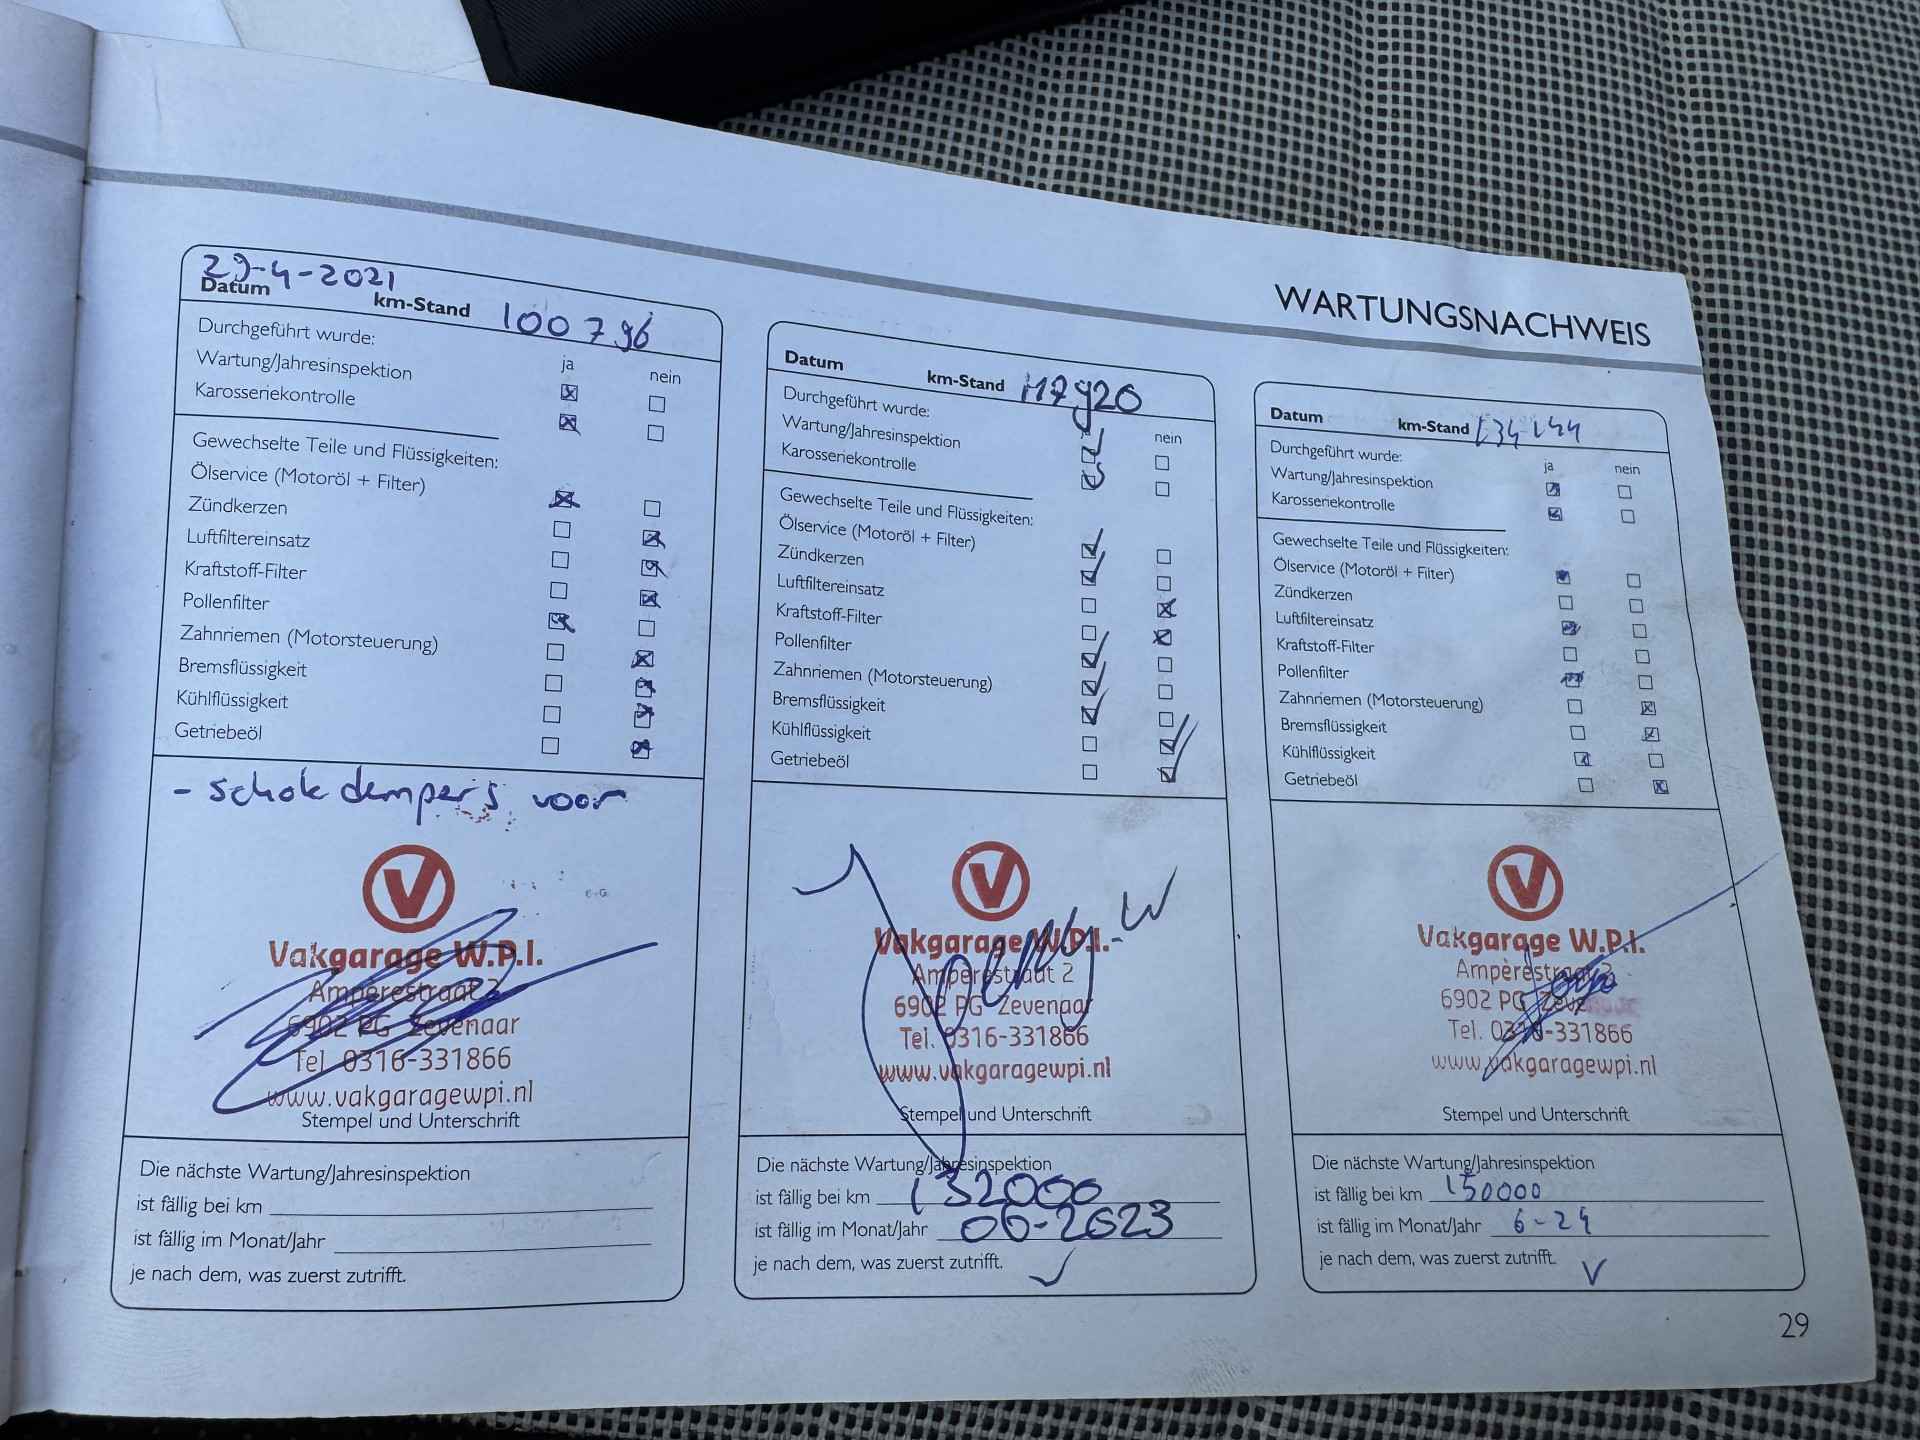 WARTUNGSNACHWEIS
29-4-2021
Datum km-Stand 100796
Durchgeführt wurde:
ja nein
Wartung/Jahresinspektion
Karosseriekontrolle
Gewechselte Teile und Flüssigkeiten:
Ölservice (Motoröl + Filter)
Zündkerzen
Luftfiltereinsatz
Kraftstoff-Filter
Pollenfilter
Zahnriemen (Motorsteuerung)
Bremsflüssigkeit
Kühlflüssigkeit
Getriebeöl
- schokdempers voor
V
Vakgarage W.P.I.
Ampèrestraat 2
6902 PG Zevenaar
Tel. 0316-331866
www.vakgaragewpi.nl
Stempel und Unterschrift
Die nächste Wartung/Jahresinspektion
ist fällig bei km
ist fällig im Monat/Jahr
je nach dem, was zuerst zutrifft.
Datum km-Stand 117920
Durchgeführt wurde:
ja nein
Wartung/Jahresinspektion
Karosseriekontrolle
Gewechselte Teile und Flüssigkeiten:
Ölservice (Motoröl + Filter)
Zündkerzen
Luftfiltereinsatz
Kraftstoff-Filter
Pollenfilter
Zahnriemen (Motorsteuerung)
Bremsflüssigkeit
Kühlflüssigkeit
Getriebeöl
V
Vakgarage W.P.I.
Ampèrestraat 2
6902 PG Zevenaar
Tel. 0316-331866
www.vakgaragewpi.nl
Stempel und Unterschrift
Die nächste Wartung/Jahresinspektion
ist fällig bei km 132000
ist fällig im Monat/Jahr 06-2023
je nach dem, was zuerst zutrifft.
Datum km-Stand
Durchgeführt wurde:
ja nein
Wartung/Jahresinspektion
Karosseriekontrolle
Gewechselte Teile und Flüssigkeiten:
Ölservice (Motoröl + Filter)
Zündkerzen
Luftfiltereinsatz
Kraftstoff-Filter
Pollenfilter
Zahnriemen (Motorsteuerung)
Bremsflüssigkeit
Kühlflüssigkeit
Getriebeöl
V
Vakgarage W.P.I.
Ampèrestraat 2
6902 PG Zevenaar
Tel. 0316-331866
www.vakgaragewpi.nl
Stempel und Unterschrift
Die nächste Wartung/Jahresinspektion
ist fällig bei km 150000
ist fällig im Monat/Jahr 6-24
je nach dem, was zuerst zutrifft.
29